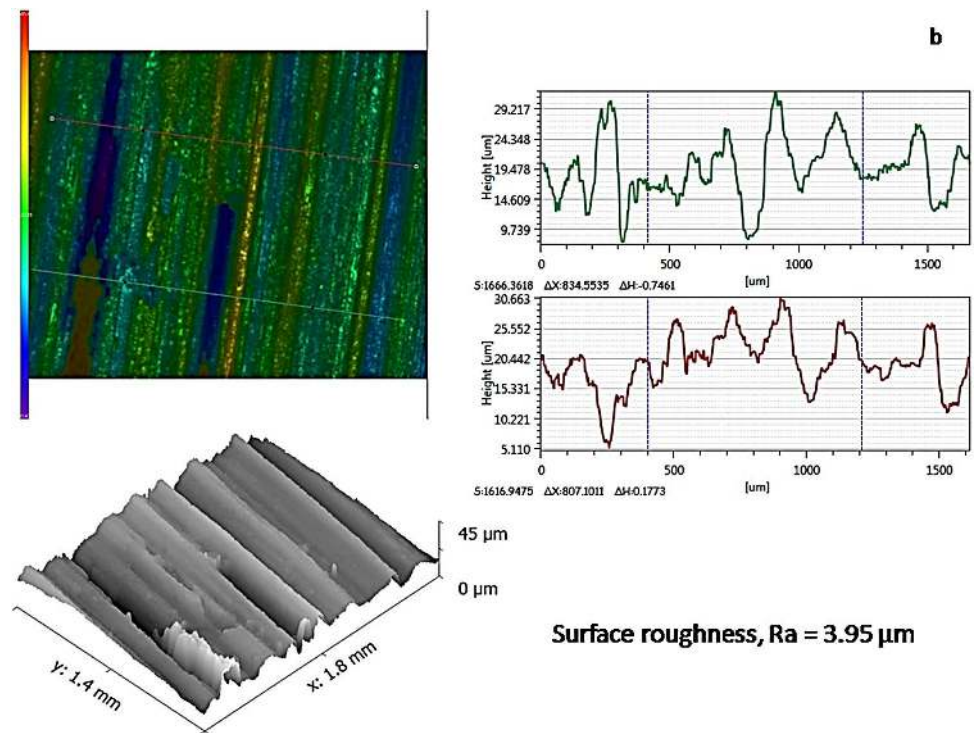 b
Height [um]
29.217
24.348
19.478
14.609
9.739
0
500
1000
1500
[um]
S:1666.3618 ΔX:834.5535 ΔH:-0.7461
Height [um]
30.663
25.552
20.442
15.331
10.221
5.110
0
500
1000
1500
[um]
S:1616.9475 ΔX:807.1011 ΔH:0.1773
45 µm
0 µm
y: 1.4 mm
x: 1.8 mm
Surface roughness, Ra = 3.95 µm